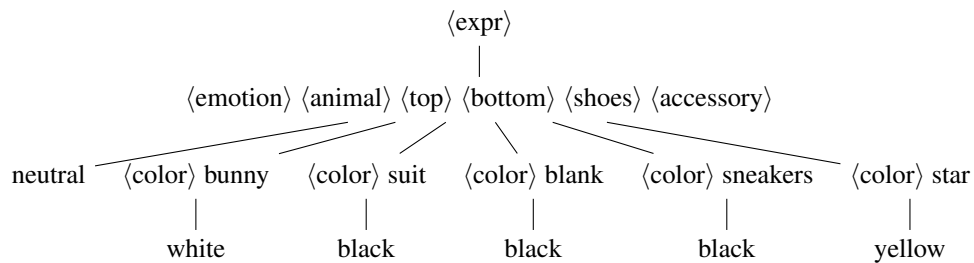 ⟨expr⟩
⟨emotion⟩ ⟨animal⟩ ⟨top⟩ ⟨bottom⟩ ⟨shoes⟩ ⟨accessory⟩
neutral ⟨color⟩ bunny ⟨color⟩ suit ⟨color⟩ blank ⟨color⟩ sneakers ⟨color⟩ star
white black black black yellow